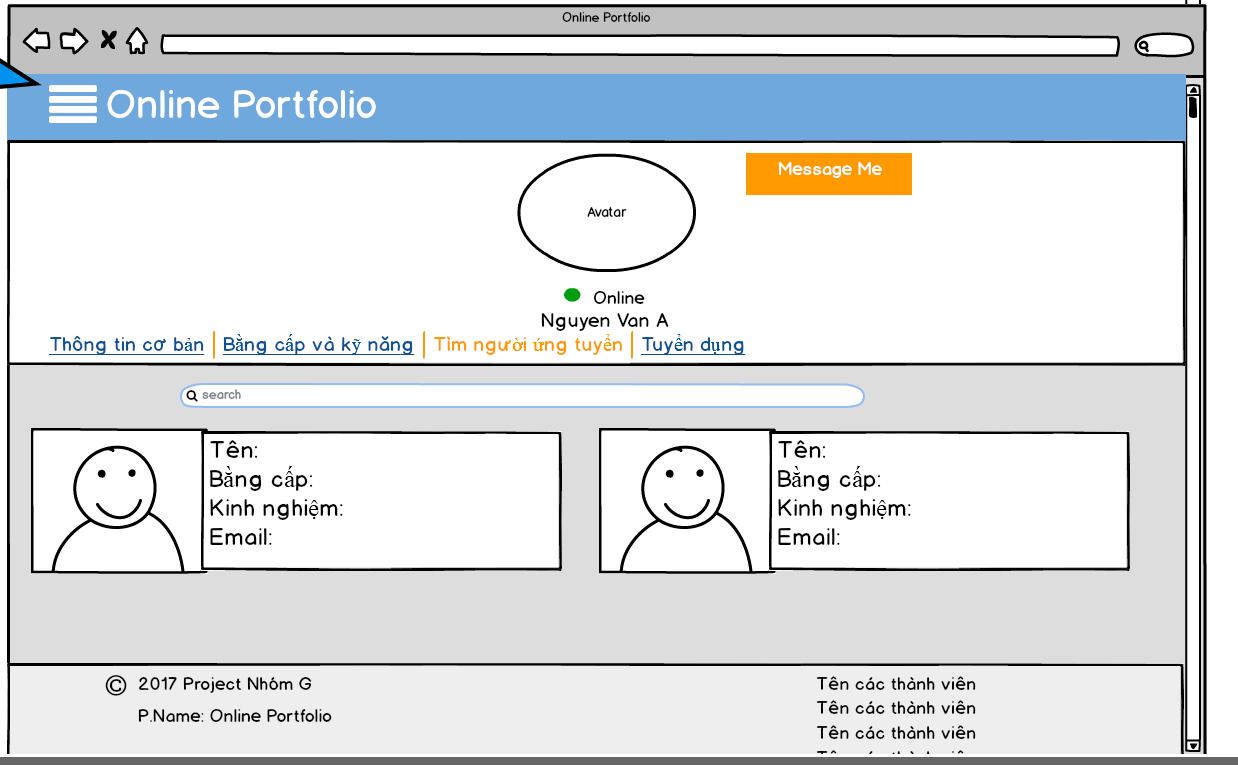 Online Portfolio
Online Portfolio
Message Me
Avatar
Online
Nguyen Van A
Thông tin cơ bản Bằng cấp và kỹ năng Tìm người ứng tuyển Tuyển dụng
search
Tên:
Bằng cấp:
Kinh nghiệm:
Email:
Tên:
Bằng cấp:
Kinh nghiệm:
Email:
© 2017 Project Nhóm G
P.Name: Online Portfolio
Tên các thành viên
Tên các thành viên
Tên các thành viên